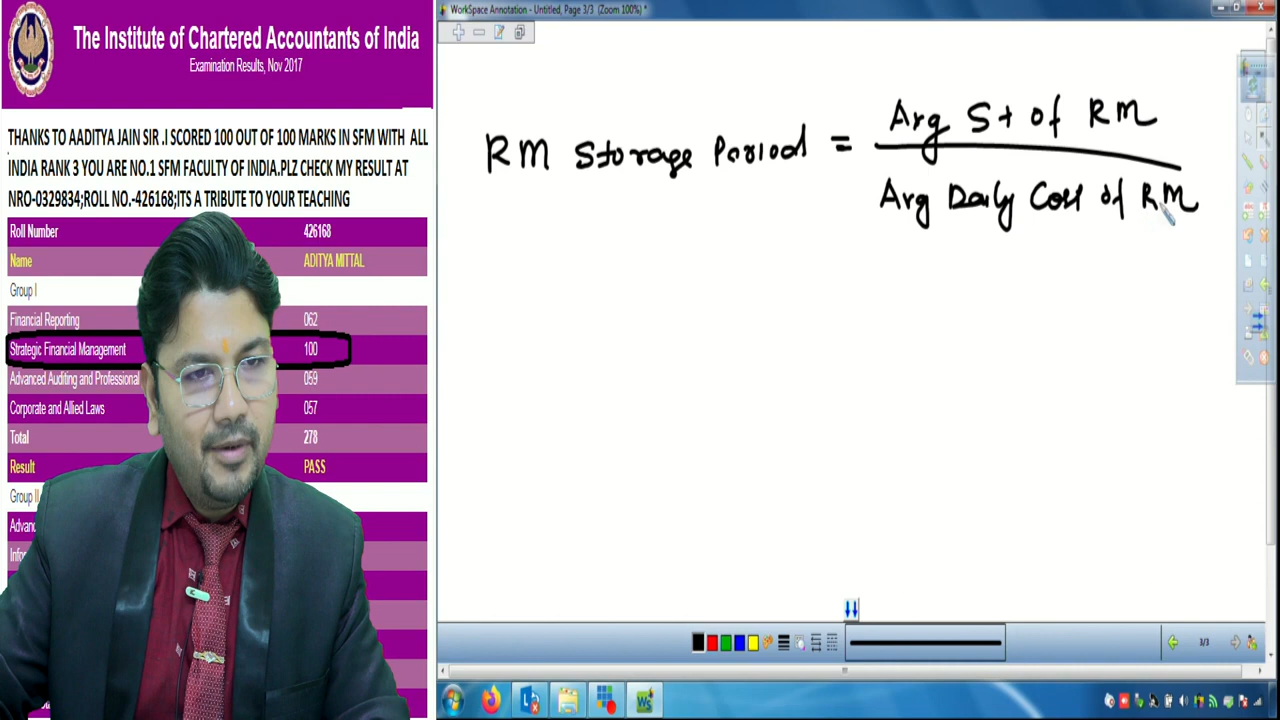 The Institute of Chartered Accountants of India
Examination Results, Nov 2017
THANKS TO AADITYA JAIN SIR .I SCORED 100 OUT OF 100 MARKS IN SFM WITH ALL
INDIA RANK 3 YOU ARE NO.1 SFM FACULTY OF INDIA.PLZ CHECK MY RESULT AT
NRO-0329834;ROLL NO.-426168;ITS A TRIBUTE TO YOUR TEACHING
Roll Number 426168
Name ADITYA MITTAL
Group I
Financial Reporting 062
Strategic Financial Management 100
Advanced Auditing and Professional 059
Corporate and Allied Laws 057
Total 278
Result PASS
Group II
WorkSpace Annotation - Untitled, Page 3/3 (Zoom 100%) *
RM Storage Period = Avg St of RM
Avg Daily Cost of RM
3/3